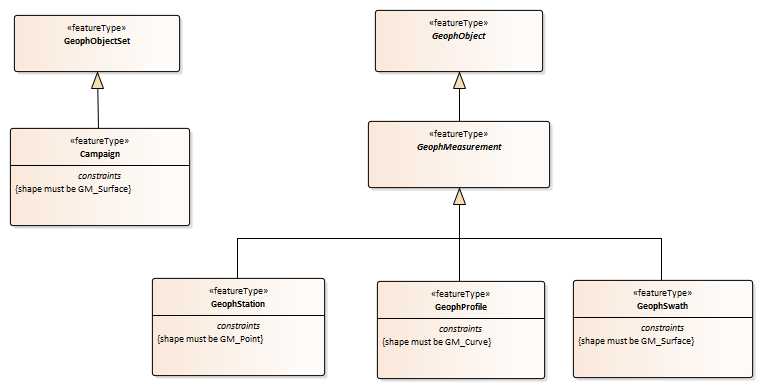 «featureType»
GeophObjectSet
«featureType»
GeophObject
«featureType»
Campaign
constraints
{shape must be GM_Surface}
«featureType»
GeophMeasurement
«featureType»
GeophStation
constraints
{shape must be GM_Point}
«featureType»
GeophProfile
constraints
{shape must be GM_Curve}
«featureType»
GeophSwath
constraints
{shape must be GM_Surface}